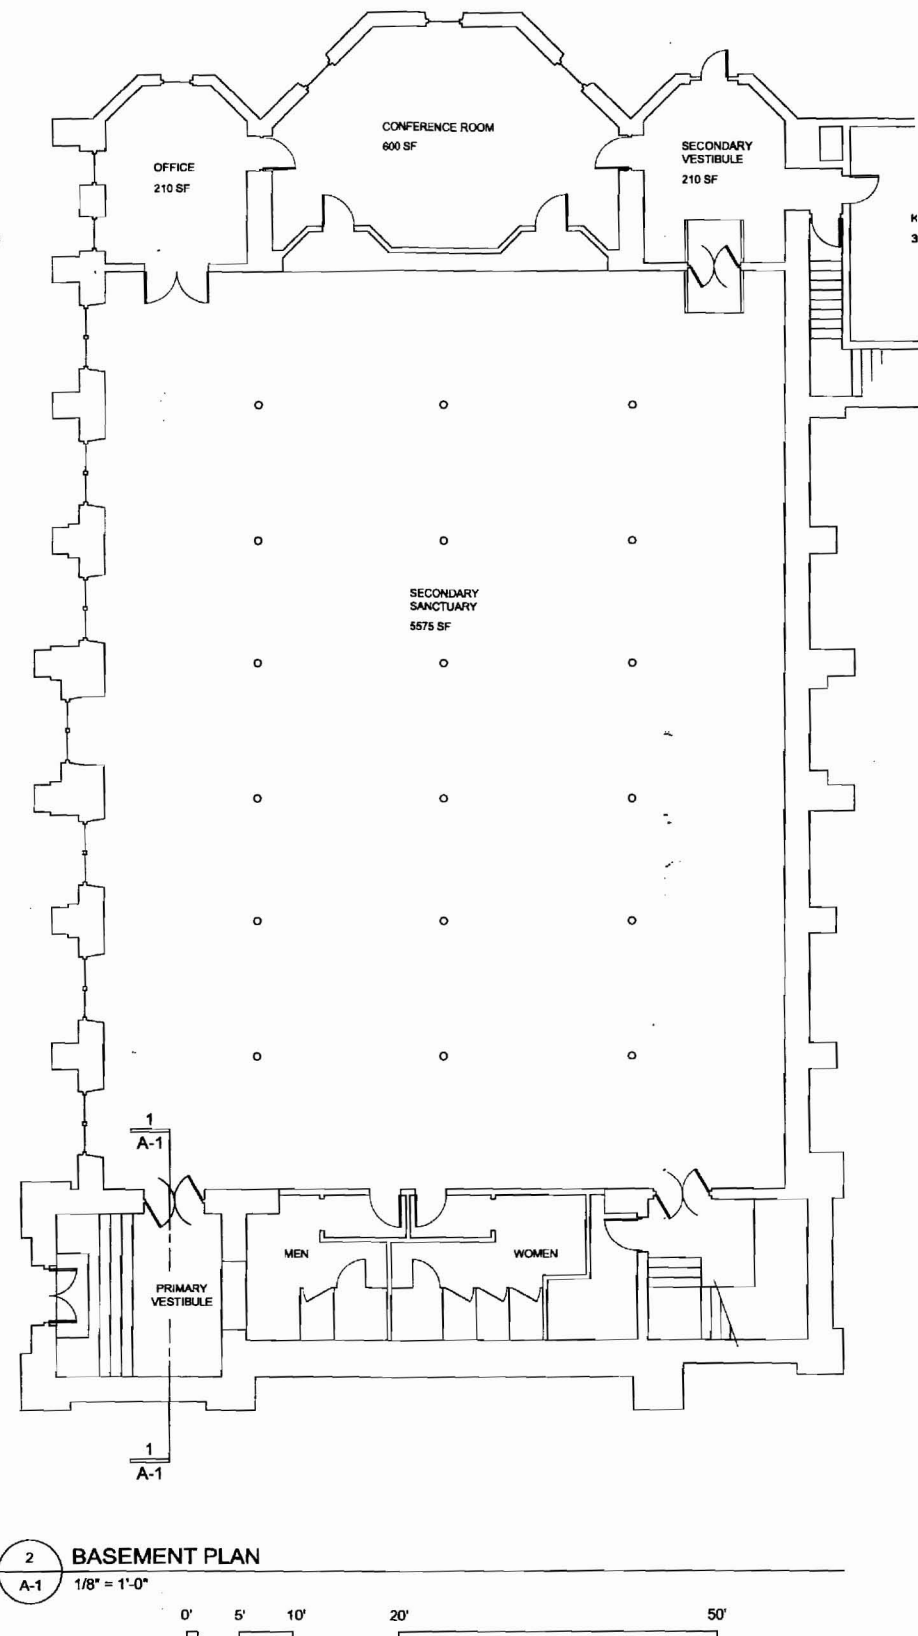 CONFERENCE ROOM
600 SF
OFFICE
210 SF
SECONDARY
VESTIBULE
210 SF
K
3
SECONDARY
SANCTUARY
5575 SF
1
A-1
MEN
WOMEN
PRIMARY
VESTIBULE
1
A-1
2
A-1
BASEMENT PLAN
1/8" = 1'-0"
0' 5' 10' 20' 50'